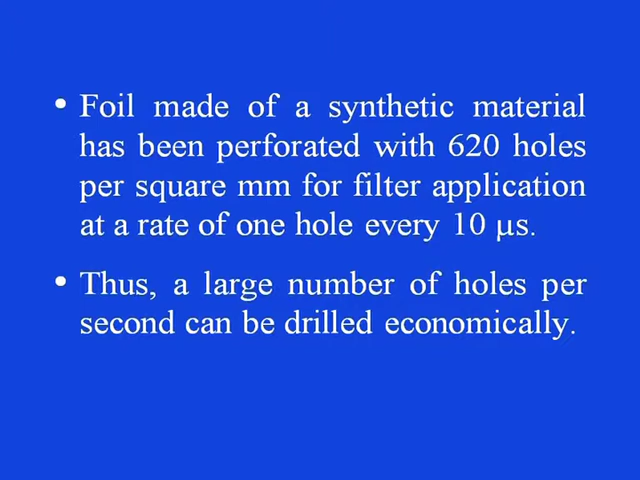 • Foil made of a synthetic material
has been perforated with 620 holes
per square mm for filter application
at a rate of one hole every 10 µs.
• Thus, a large number of holes per
second can be drilled economically.